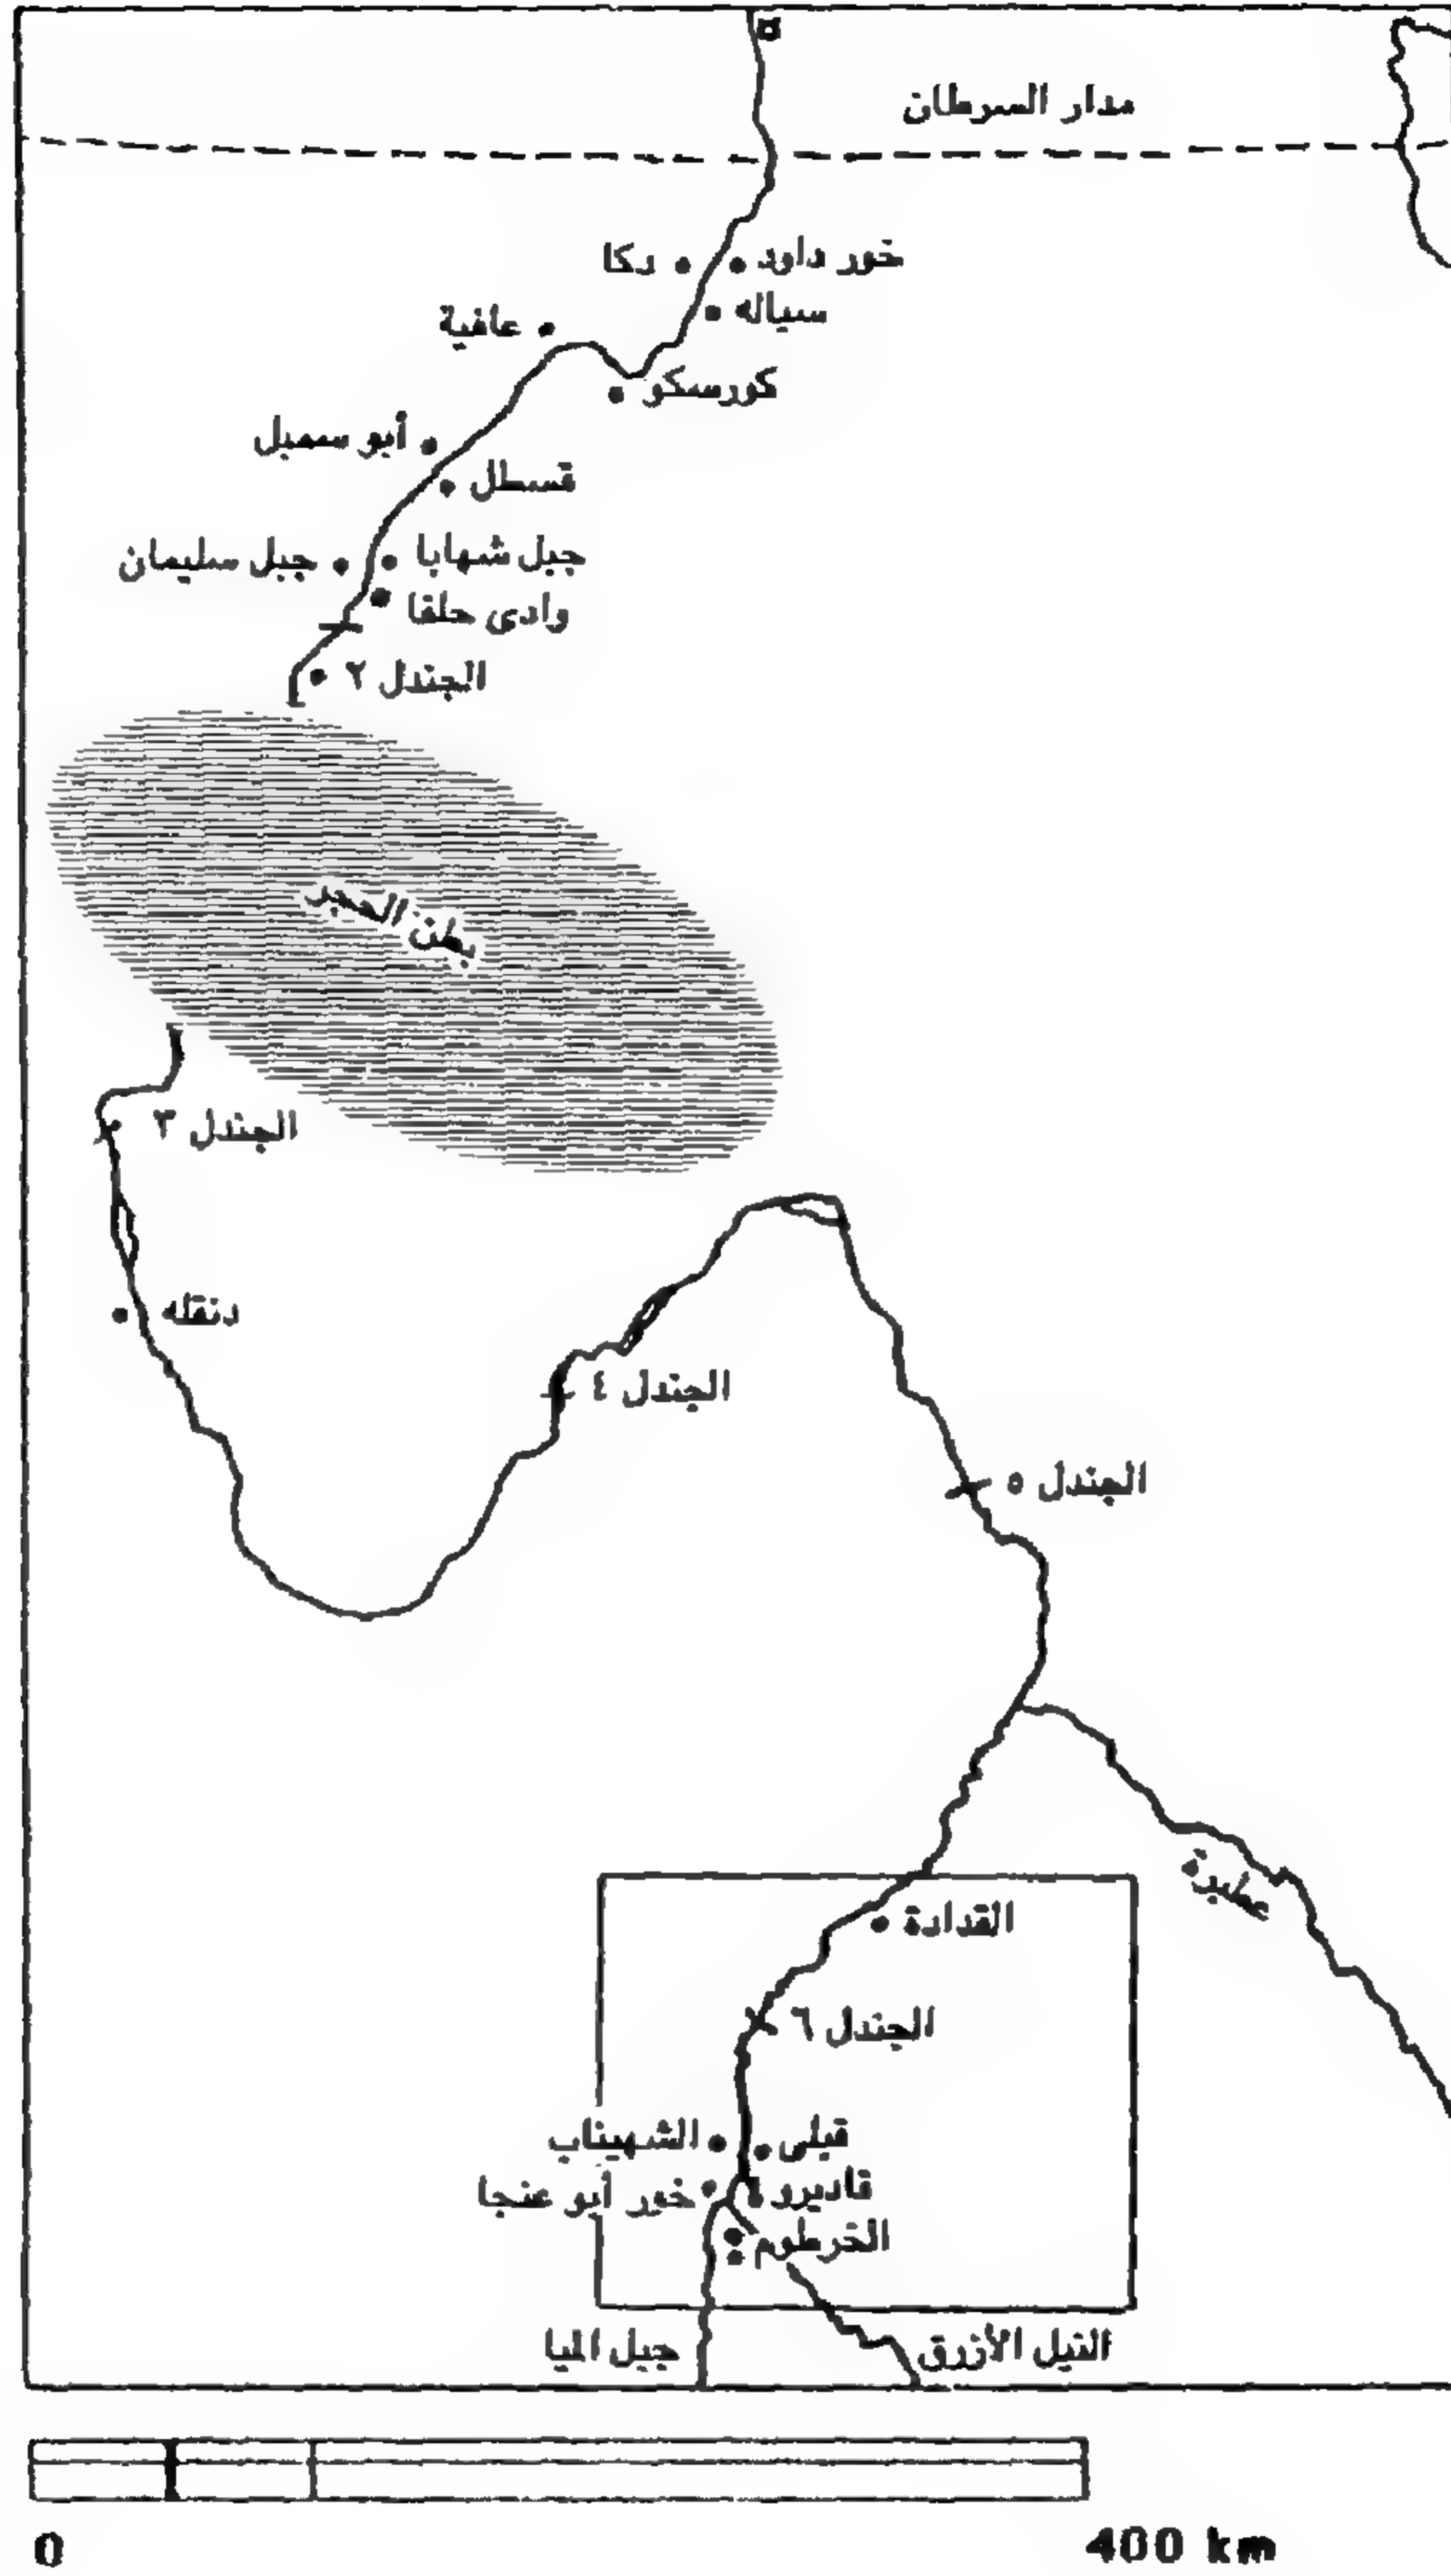 مدار السرطان
خور داود
دكا
سياله
عافية
كورسكو
أبو سمبل
قسطل
جبل شهابا
جبل سليمان
وادى حلفا
الجندل ٢
بطن الحجر
الجندل ٣
دنقله
الجندل ٤
الجندل ٥
عطبرة
القدادة
الجندل ٦
قيلى
الشهيناب
قاديرو
خور أبو عنجا
الخرطوم
النيل الأزرق
جبل الميا
0
400 km